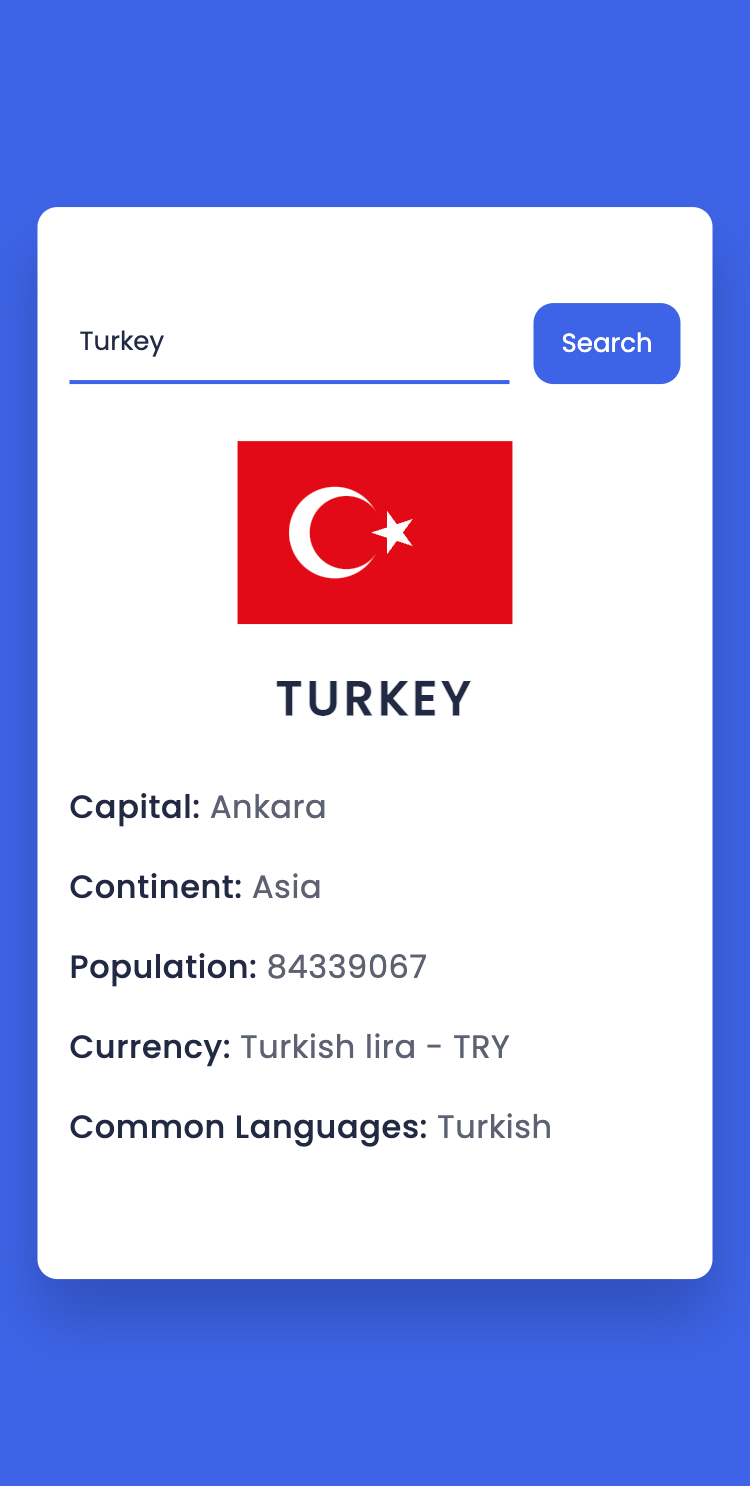 Turkey
Search
TURKEY
Capital: Ankara
Continent: Asia
Population: 84339067
Currency: Turkish lira - TRY
Common Languages: Turkish